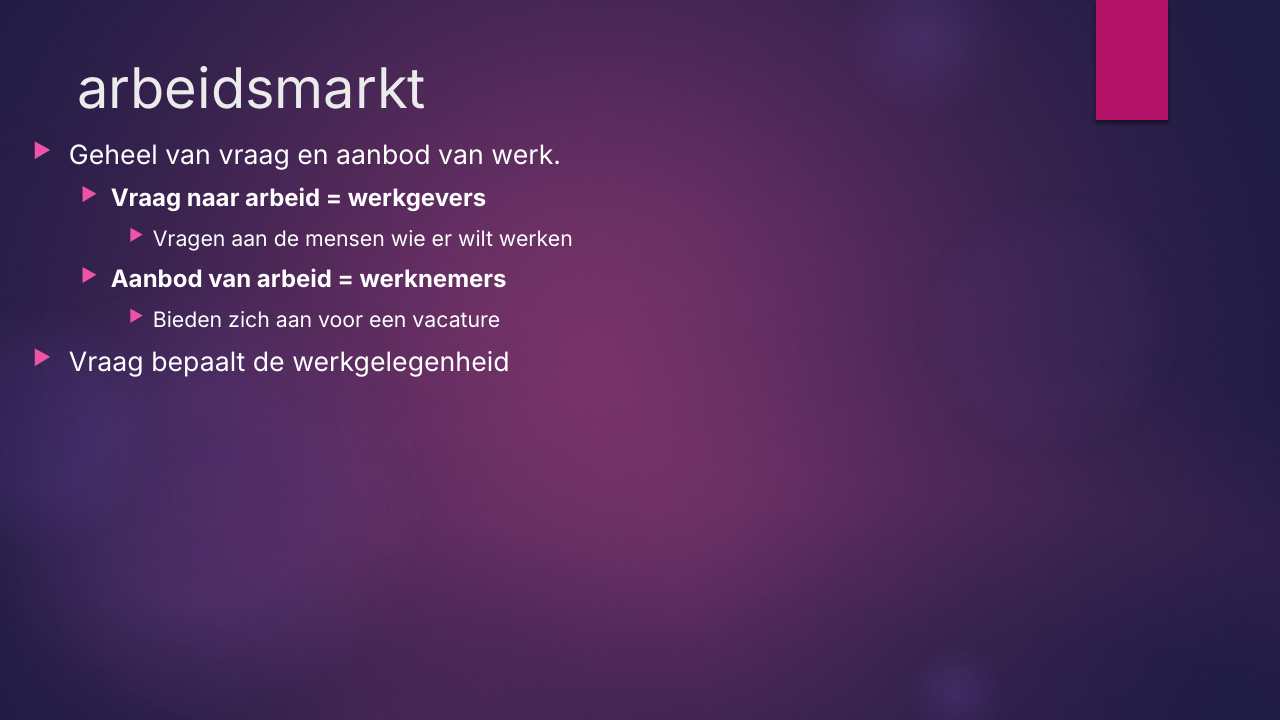 arbeidsmarkt
Geheel van vraag en aanbod van werk.
Vraag naar arbeid = werkgevers
Vragen aan de mensen wie er wilt werken
Aanbod van arbeid = werknemers
Bieden zich aan voor een vacature
Vraag bepaalt de werkgelegenheid